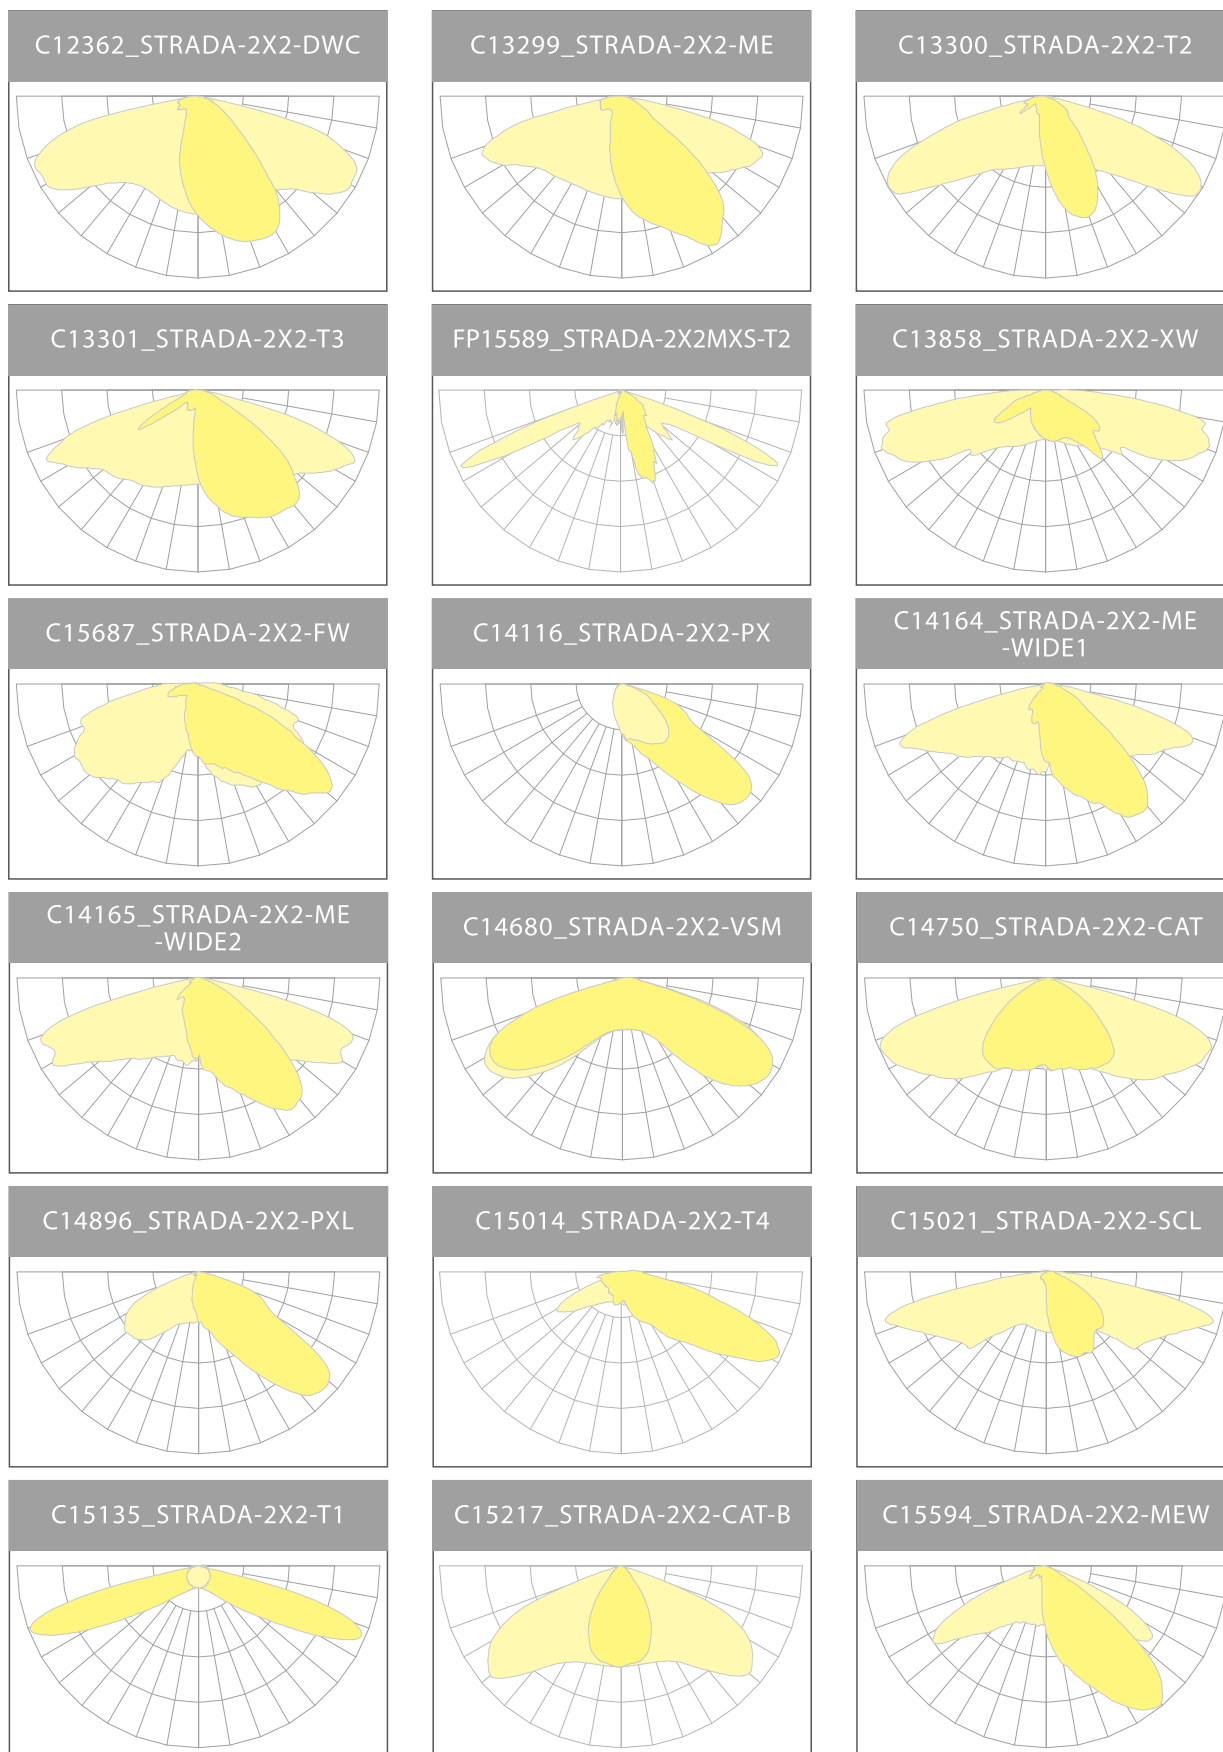 C12362_STRADA-2X2-DWC
C13299_STRADA-2X2-ME
C13300_STRADA-2X2-T2
C13301_STRADA-2X2-T3
FP15589_STRADA-2X2MXS-T2
C13858_STRADA-2X2-XW
C15687_STRADA-2X2-FW
C14116_STRADA-2X2-PX
C14164_STRADA-2X2-ME
-WIDE1
C14165_STRADA-2X2-ME
-WIDE2
C14680_STRADA-2X2-VSM
C14750_STRADA-2X2-CAT
C14896_STRADA-2X2-PXL
C15014_STRADA-2X2-T4
C15021_STRADA-2X2-SCL
C15135_STRADA-2X2-T1
C15217_STRADA-2X2-CAT-B
C15594_STRADA-2X2-MEW